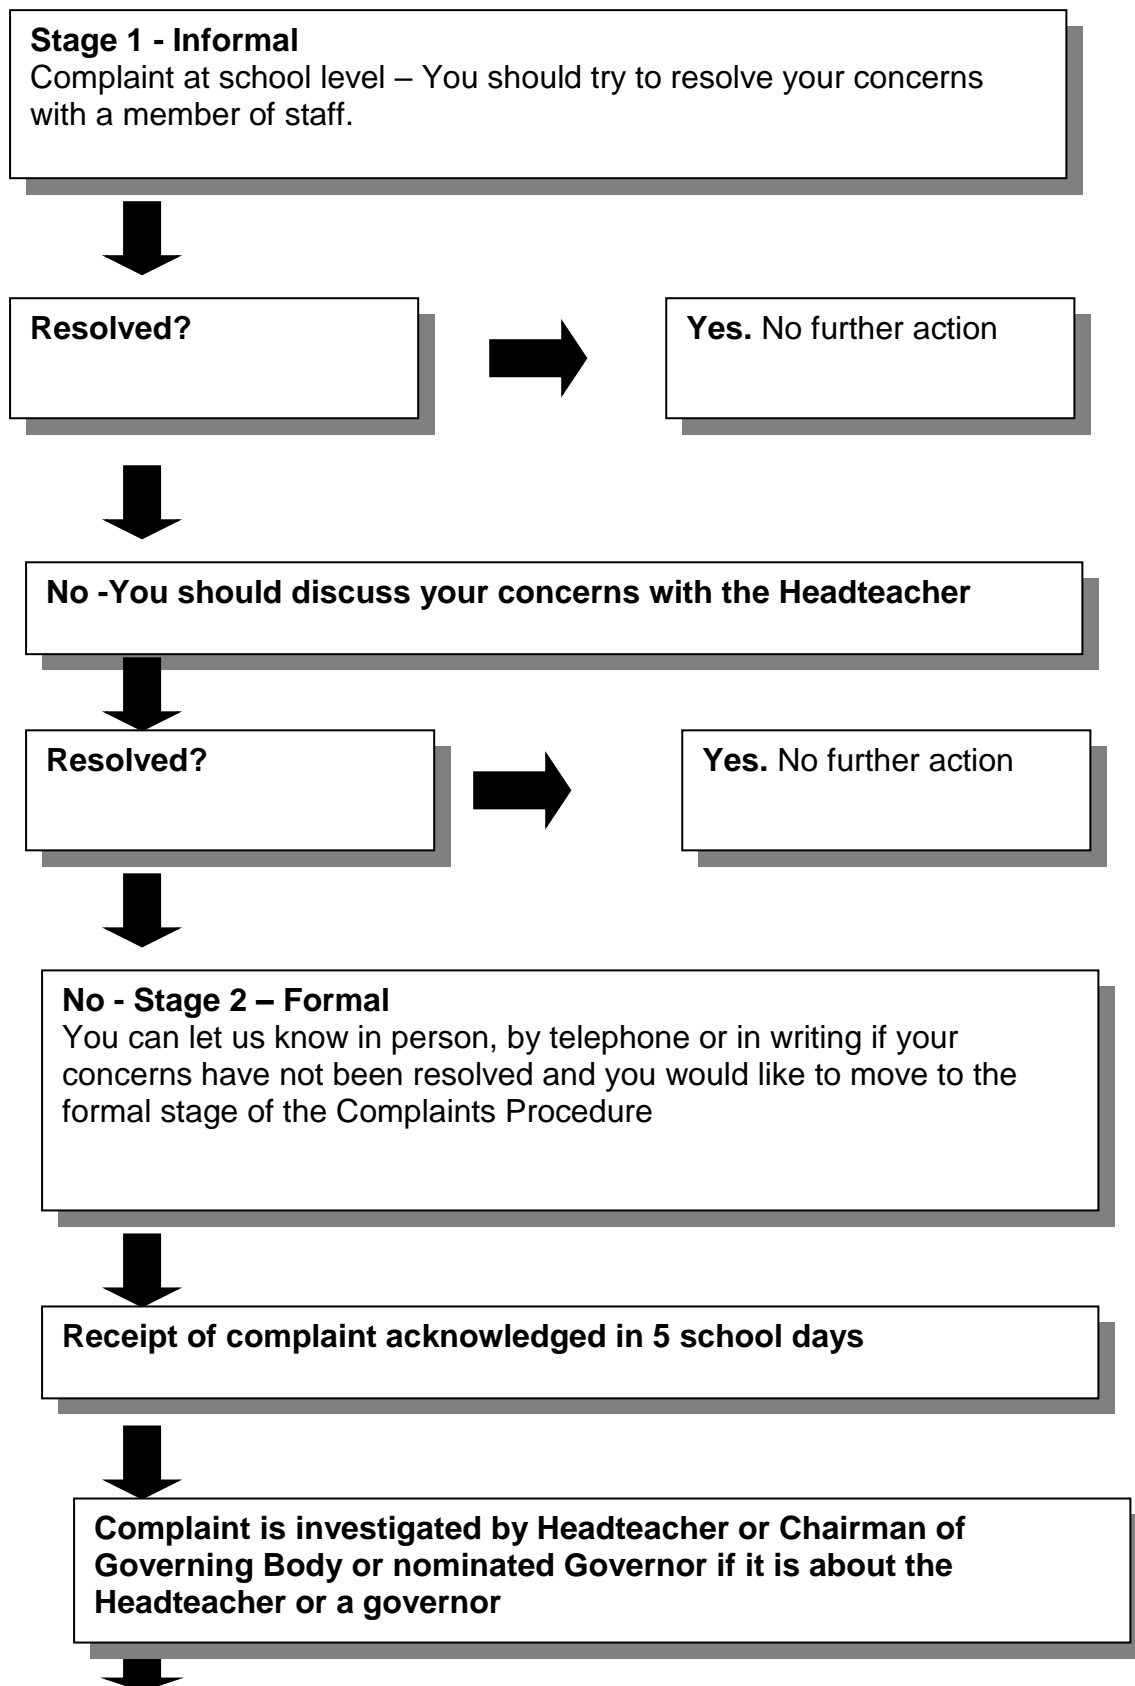 Stage 1 - Informal
Complaint at school level – You should try to resolve your concerns
with a member of staff.
Resolved?
Yes. No further action
No -You should discuss your concerns with the Headteacher
Resolved?
Yes. No further action
No - Stage 2 – Formal
You can let us know in person, by telephone or in writing if your
concerns have not been resolved and you would like to move to the
formal stage of the Complaints Procedure
Receipt of complaint acknowledged in 5 school days
Complaint is investigated by Headteacher or Chairman of
Governing Body or nominated Governor if it is about the
Headteacher or a governor